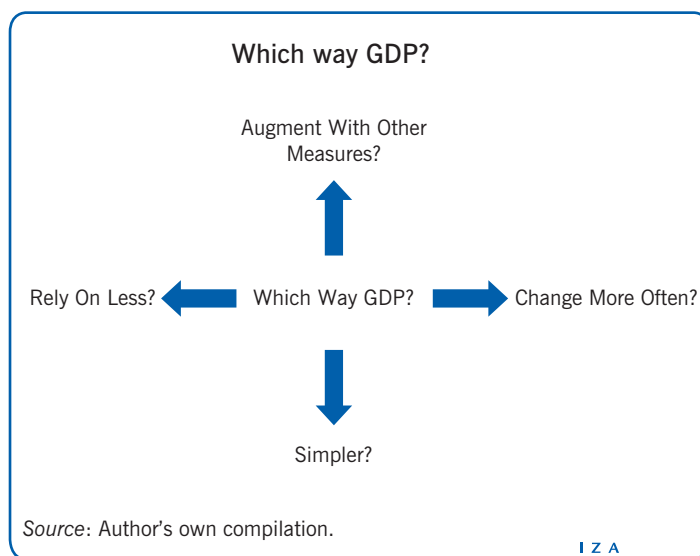 Which way GDP?
Augment With Other
Measures?
Rely On Less?
Which Way GDP?
Change More Often?
Simpler?
Source: Author's own compilation.
I Z A